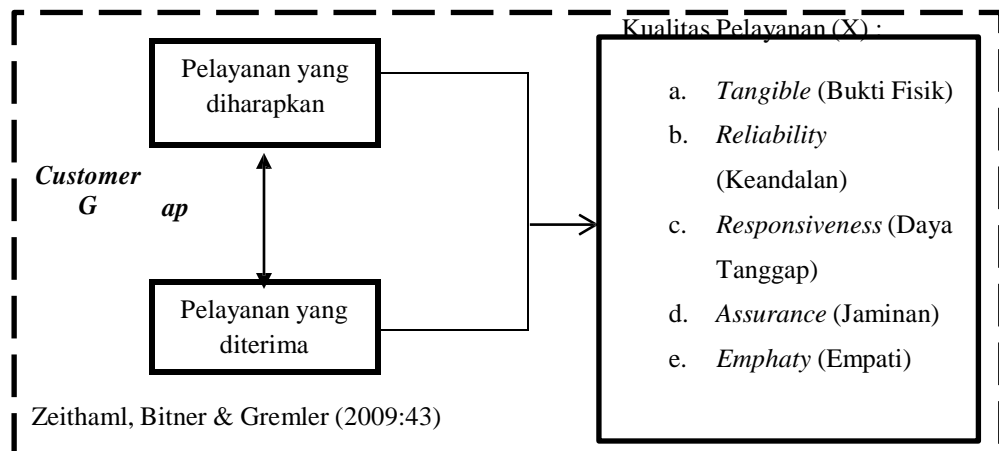 Kualitas Pelayanan (X) :
Pelayanan yang
diharapkan
Customer
G ap
Pelayanan yang
diterima
a. Tangible (Bukti Fisik)
b. Reliability
(Keandalan)
c. Responsiveness (Daya
Tanggap)
d. Assurance (Jaminan)
e. Emphaty (Empati)
Zeithaml, Bitner & Gremler (2009:43)